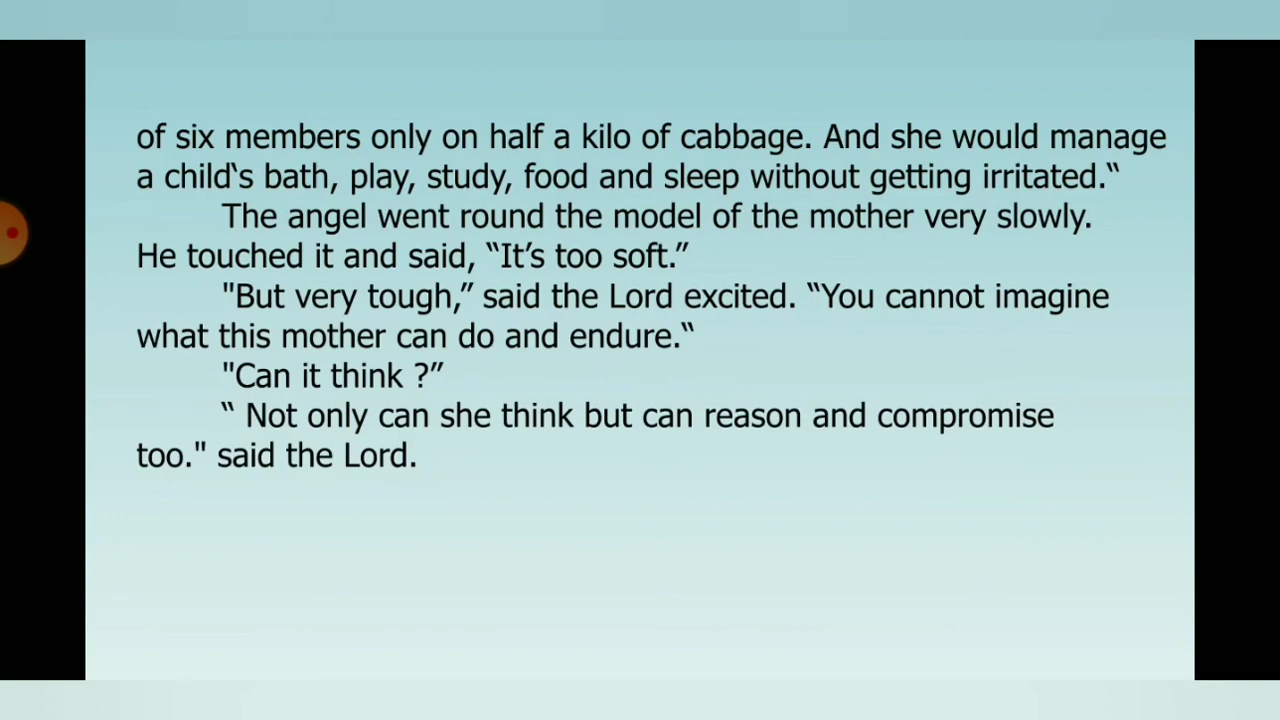 of six members only on half a kilo of cabbage. And she would manage
a child‛s bath, play, study, food and sleep without getting irritated.‟
The angel went round the model of the mother very slowly.
He touched it and said, “It’s too soft.”
"But very tough,” said the Lord excited. “You cannot imagine
what this mother can do and endure.‟
"Can it think ?”
‟ Not only can she think but can reason and compromise
too." said the Lord.